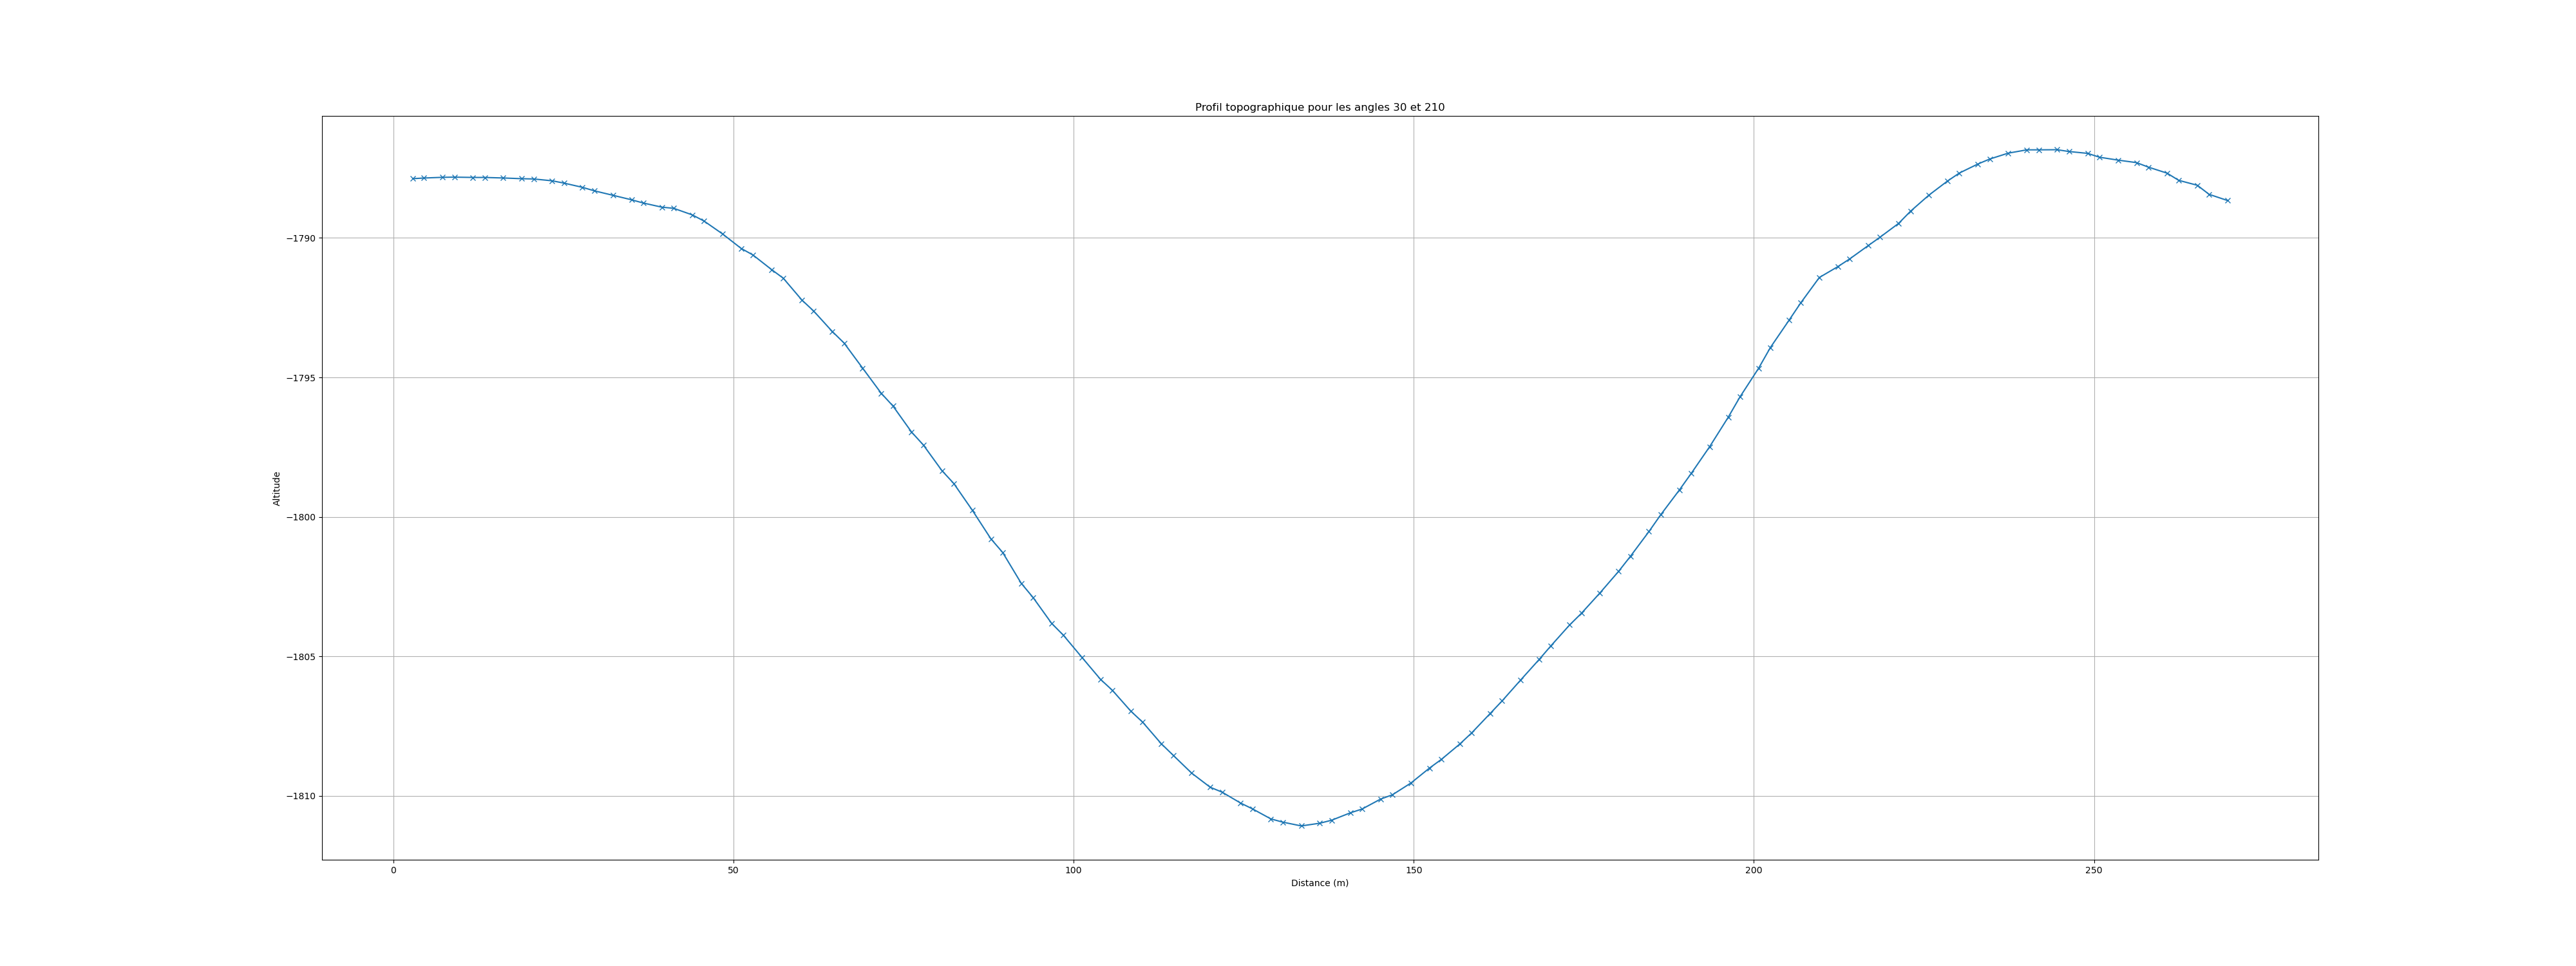 Profil topographique pour les angles 30 et 210
−1790
−1795
−1800
−1805
−1810
Altitude
0 50 100 150 200 250
Distance (m)